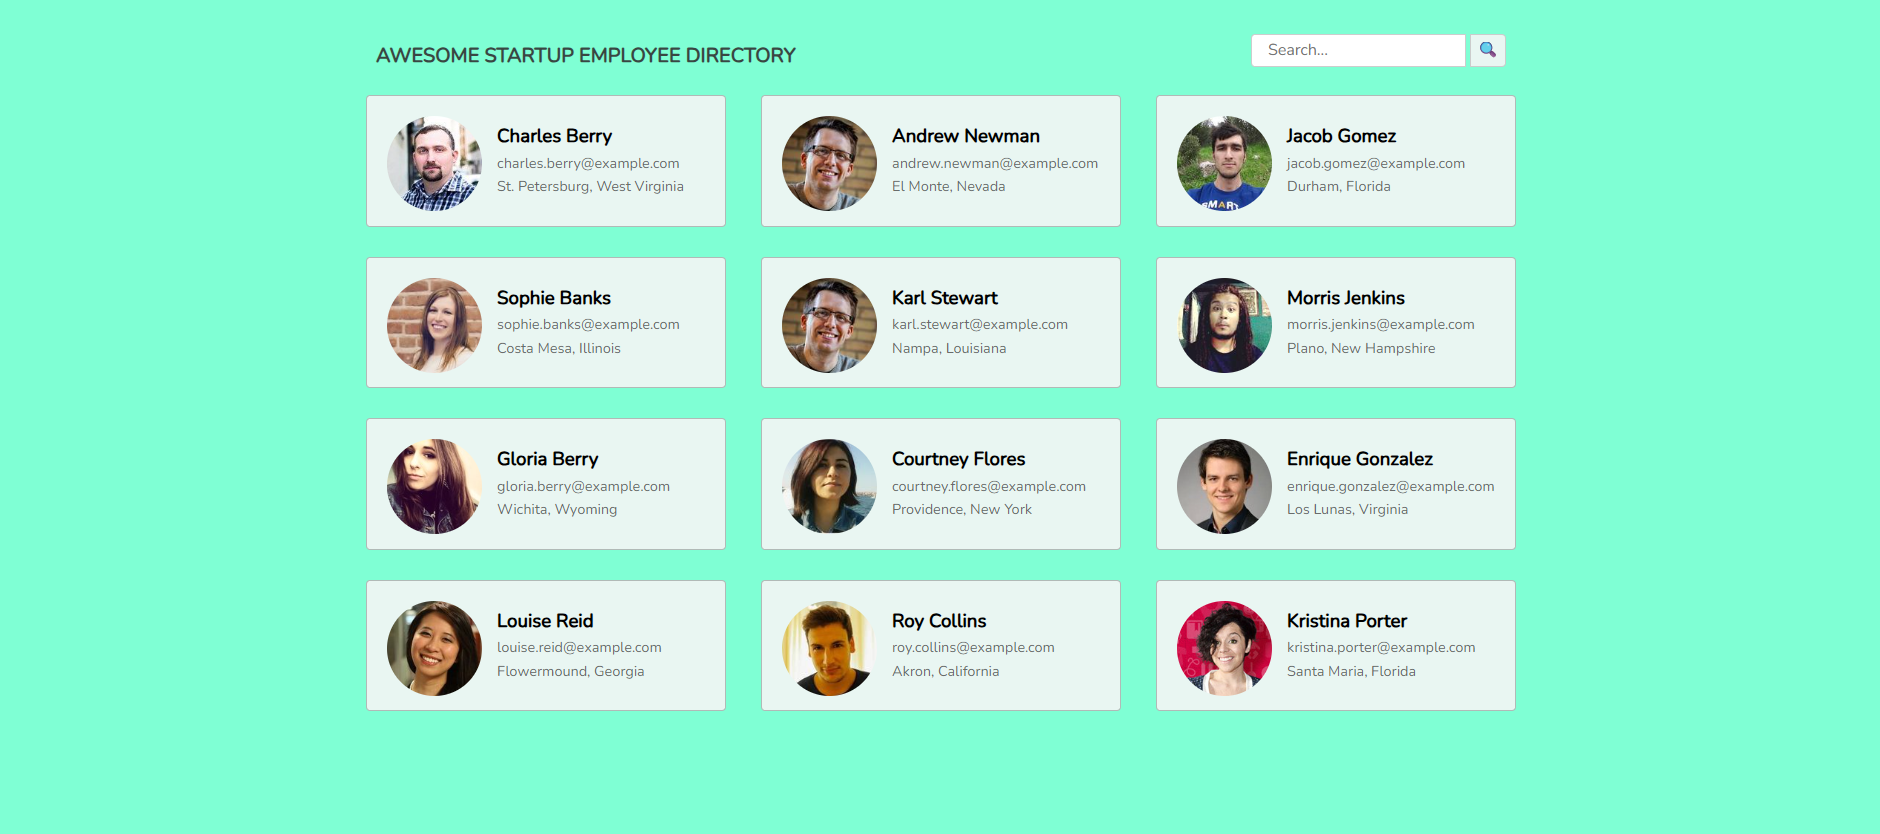 AWESOME STARTUP EMPLOYEE DIRECTORY
Search...
Charles Berry
charles.berry@example.com
St. Petersburg, West Virginia
Andrew Newman
andrew.newman@example.com
El Monte, Nevada
Jacob Gomez
jacob.gomez@example.com
Durham, Florida
SMART
Sophie Banks
sophie.banks@example.com
Costa Mesa, Illinois
Karl Stewart
karl.stewart@example.com
Nampa, Louisiana
Morris Jenkins
morris.jenkins@example.com
Plano, New Hampshire
Gloria Berry
gloria.berry@example.com
Wichita, Wyoming
Courtney Flores
courtney.flores@example.com
Providence, New York
Enrique Gonzalez
enrique.gonzalez@example.com
Los Lunas, Virginia
Louise Reid
louise.reid@example.com
Flowermound, Georgia
Roy Collins
roy.collins@example.com
Akron, California
Kristina Porter
kristina.porter@example.com
Santa Maria, Florida